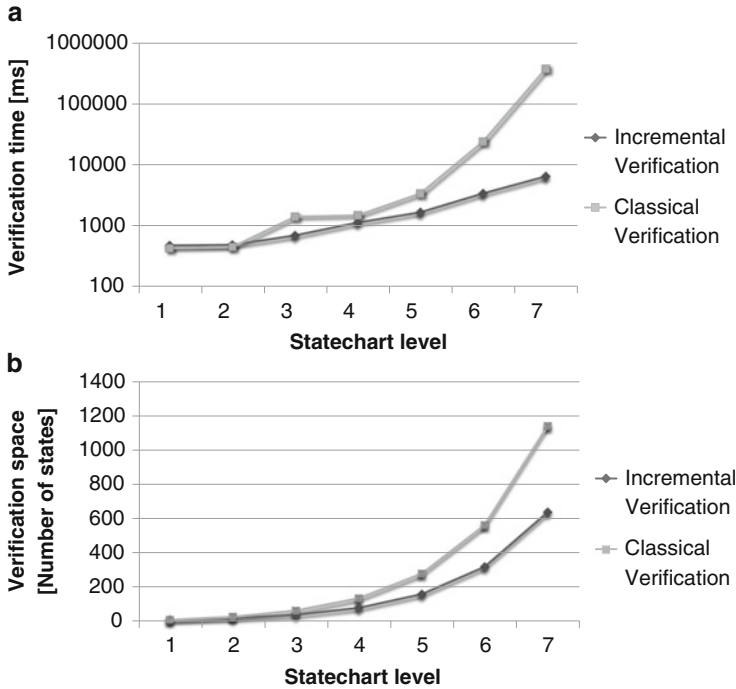 a
Verification time [ms]
1000000
100000
10000
1000
100
1 2 3 4 5 6 7
Statechart level
Incremental
Verification
Classical
Verification
b
Verification space
[Number of states]
1400
1200
1000
800
600
400
200
0
1 2 3 4 5 6 7
Statechart level
Incremental
Verification
Classical
Verification